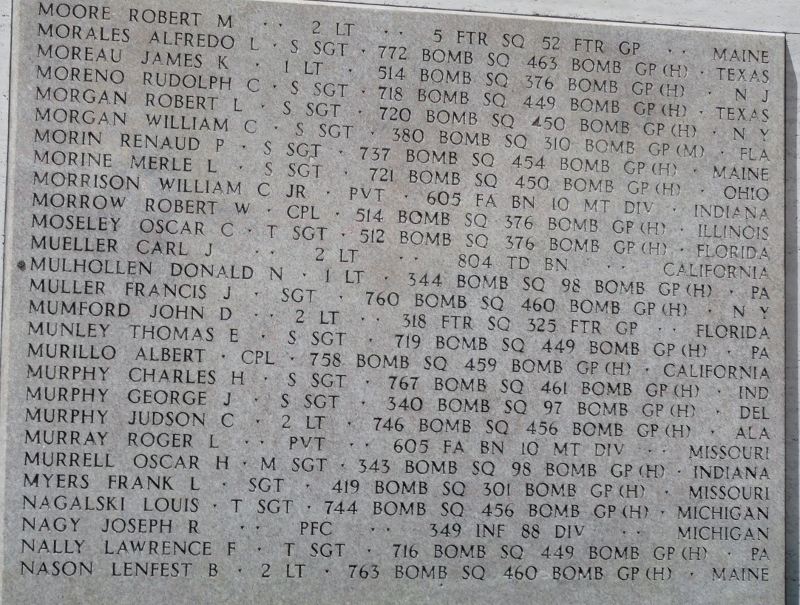 MOORE ROBERT M · · 2 LT · · 5 FTR SQ 52 FTR GP · · MAINE
MORALES ALFREDO L · S SGT · 772 BOMB SQ 463 BOMB GP (H) · TEXAS
MOREAU JAMES K · 1 LT · 514 BOMB SQ 376 BOMB GP (H) · N J
MORENO RUDOLPH C · S SGT · 718 BOMB SQ 449 BOMB GP (H) · TEXAS
MORGAN ROBERT L · S SGT · 720 BOMB SQ 450 BOMB GP (H) · N Y
MORGAN WILLIAM C · S SGT · 380 BOMB SQ 310 BOMB GP (M) · FLA
MORIN RENAUD P · S SGT · 737 BOMB SQ 454 BOMB GP (H) · MAINE
MORINE MERLE L · S SGT · 721 BOMB SQ 450 BOMB GP (H) · OHIO
MORRISON WILLIAM C JR · PVT · 605 FA BN 10 MT DIV · INDIANA
MORROW ROBERT W · CPL · 514 BOMB SQ 376 BOMB GP (H) · ILLINOIS
MOSELEY OSCAR C · T SGT · 512 BOMB SQ 376 BOMB GP (H) · FLORIDA
MUELLER CARL J · · 2 LT · · 804 TD BN · · CALIFORNIA
MULHOLLEN DONALD N · 1 LT · 344 BOMB SQ 98 BOMB GP (H) · PA
MULLER FRANCIS J · SGT · 760 BOMB SQ 460 BOMB GP (H) · N Y
MUMFORD JOHN D · · 2 LT · · 318 FTR SQ 325 FTR GP · · FLORIDA
MUNLEY THOMAS E · S SGT · 719 BOMB SQ 449 BOMB GP (H) · PA
MURILLO ALBERT · CPL · 758 BOMB SQ 459 BOMB GP (H) · CALIFORNIA
MURPHY CHARLES H · S SGT · 767 BOMB SQ 461 BOMB GP (H) · IND
MURPHY GEORGE J · S SGT · 340 BOMB SQ 97 BOMB GP (H) · DEL
MURPHY JUDSON C · 2 LT · 746 BOMB SQ 456 BOMB GP (H) · ALA
MURRAY ROGER L · · PVT · · 605 FA BN 10 MT DIV · · MISSOURI
MURRELL OSCAR H · M SGT · 343 BOMB SQ 98 BOMB GP (H) · INDIANA
MYERS FRANK L · SGT · 419 BOMB SQ 301 BOMB GP (H) · MISSOURI
NAGALSKI LOUIS · T SGT · 744 BOMB SQ 456 BOMB GP (H) · MICHIGAN
NAGY JOSEPH R · · PFC · · 349 INF 88 DIV · · MICHIGAN
NALLY LAWRENCE F · T SGT · 716 BOMB SQ 449 BOMB GP (H) · PA
NASON LENFEST B · 2 LT · 763 BOMB SQ 460 BOMB GP (H) · MAINE